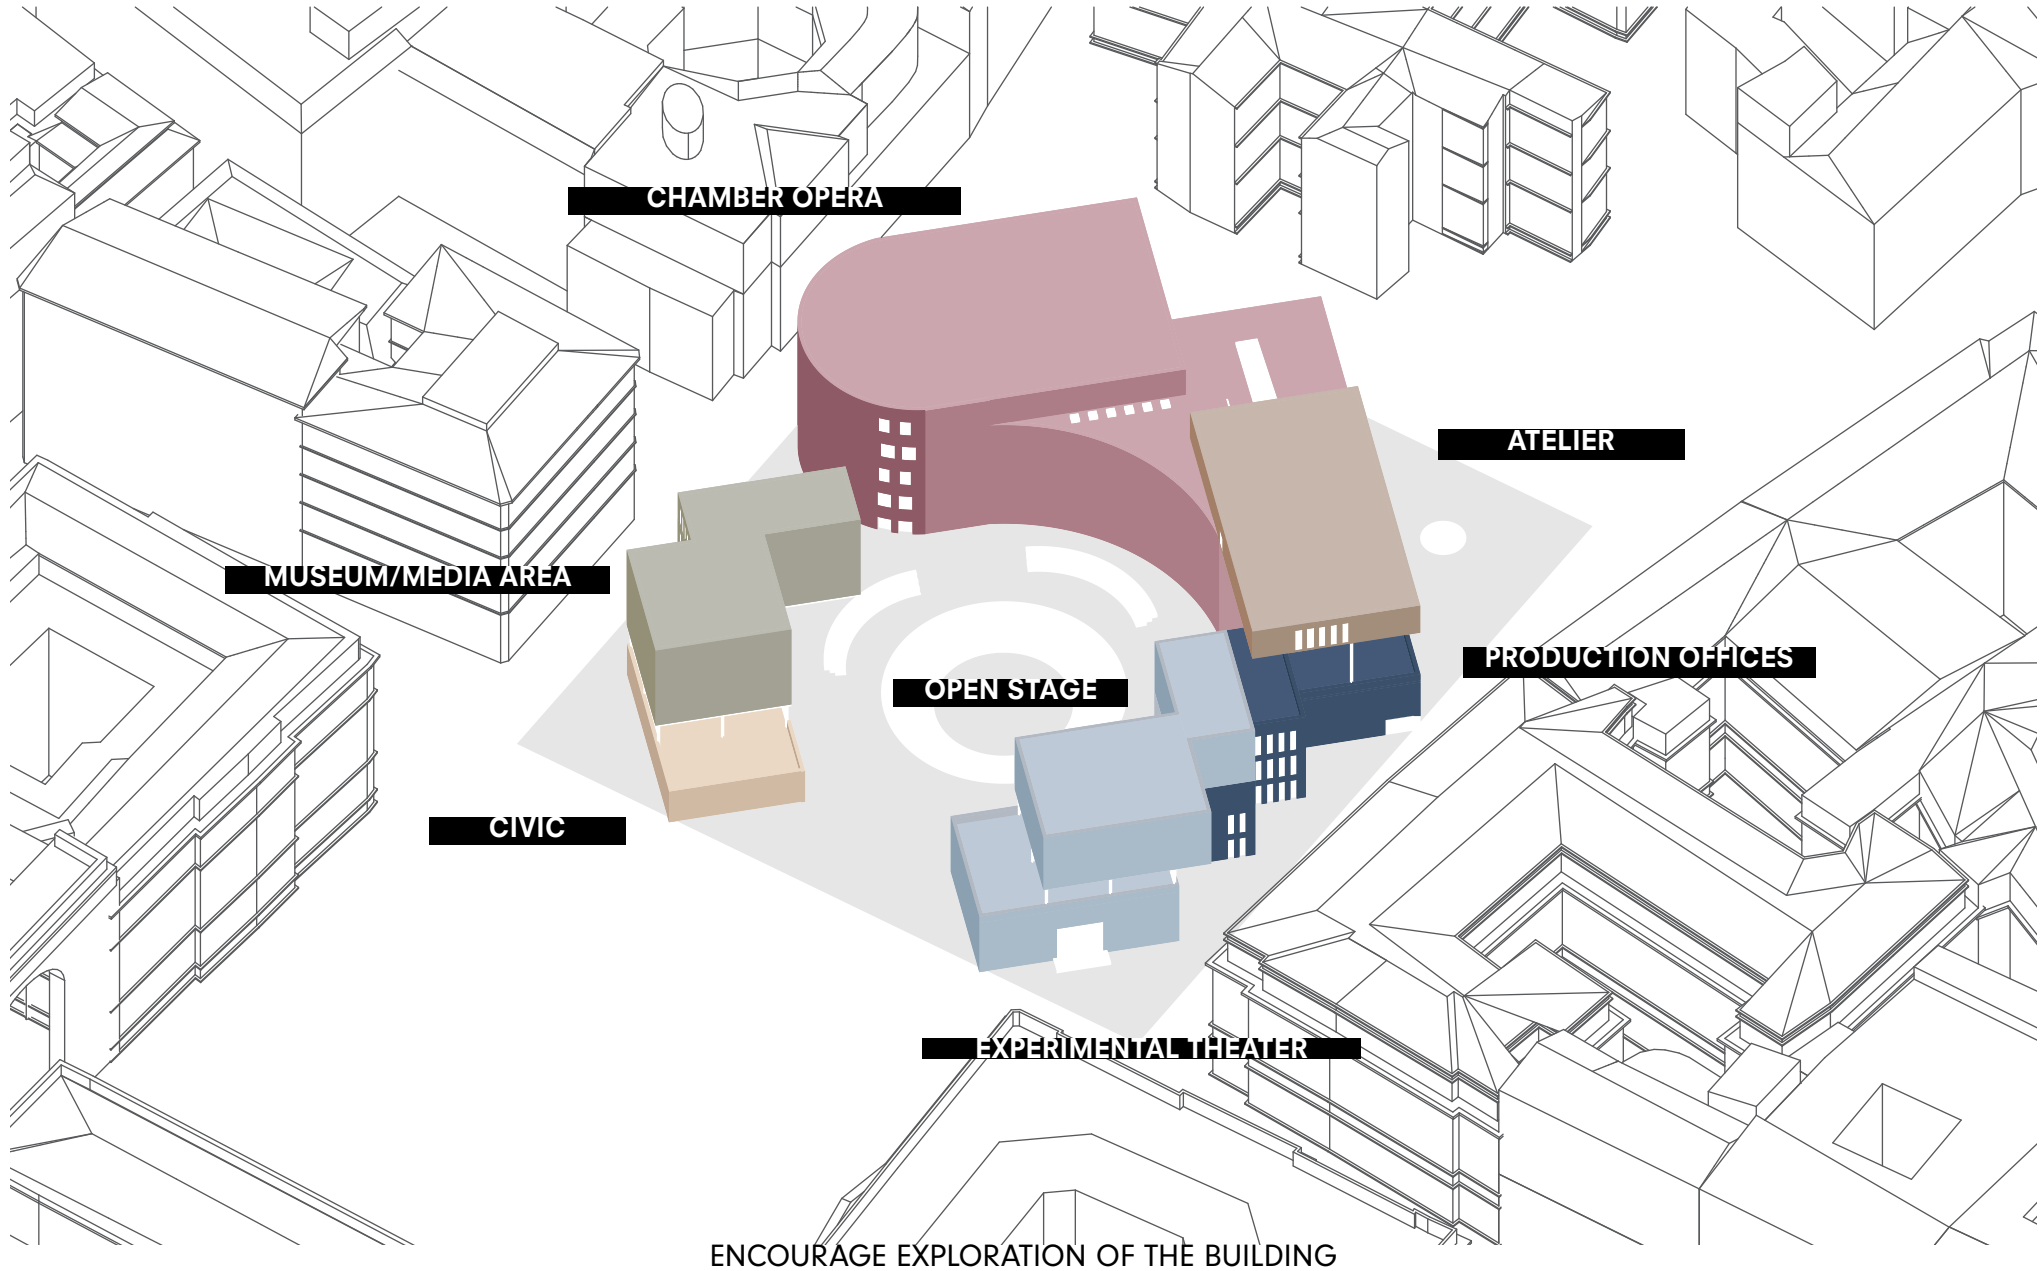 CHAMBER OPERA
ATELIER
MUSEUM/MEDIA AREA
PRODUCTION OFFICES
OPEN STAGE
CIVIC
EXPERIMENTAL THEATER
ENCOURAGE EXPLORATION OF THE BUILDING